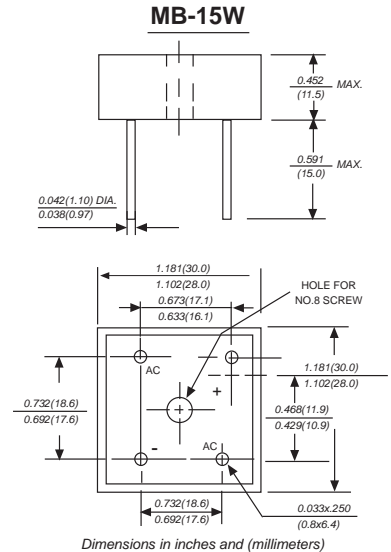 MB-15W
0.452
(11.5)
MAX.
0.591
(15.0)
MAX.
0.042(1.10) DIA.
0.038(0.97)
1.181(30.0)
1.102(28.0)
0.673(17.1)
0.633(16.1)
HOLE FOR
NO.8 SCREW
AC
+
1.181(30.0)
1.102(28.0)
0.732(18.6)
0.692(17.6)
0.468(11.9)
0.429(10.9)
-
AC
0.732(18.6)
0.692(17.6)
0.033x.250
(0.8x6.4)
Dimensions in inches and (millimeters)